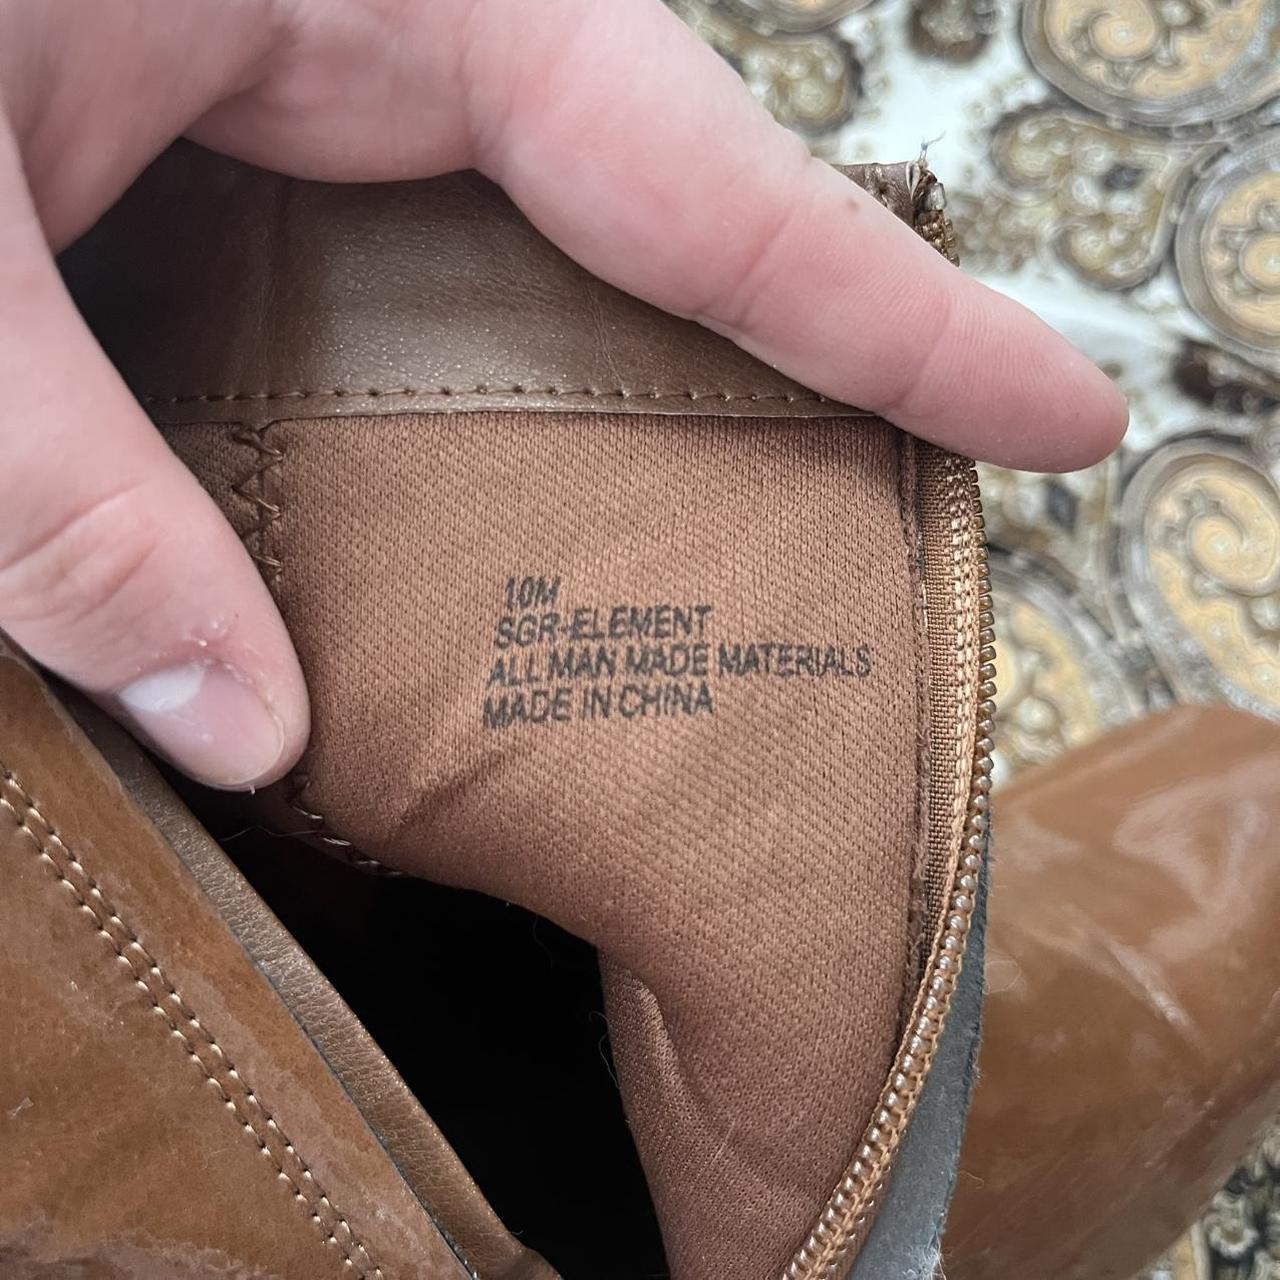 10M
SGR-ELEMENT
ALL MAN MADE MATERIALS
MADE IN CHINA